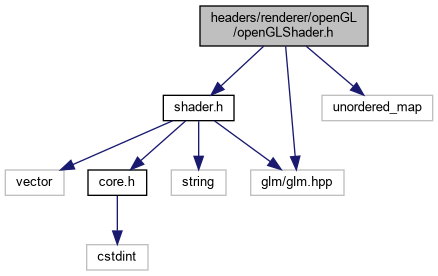 headers/renderer/openGL
/openGLShader.h
shader.h
unordered_map
vector
core.h
string
glm/glm.hpp
cstdint